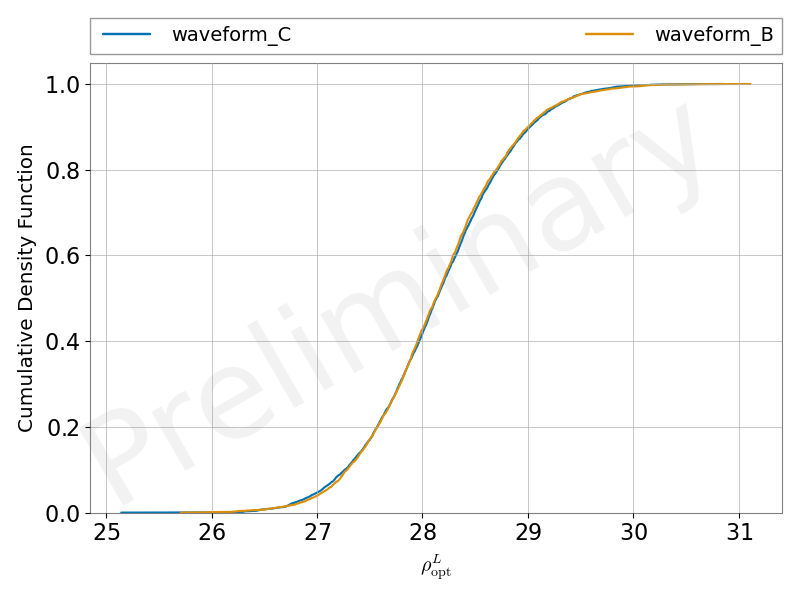 waveform_C waveform_B
Cumulative Density Function
1.0
0.8
0.6
0.4
0.2
0.0
Preliminary
25 26 27 28 29 30 31
ρ_opt^L